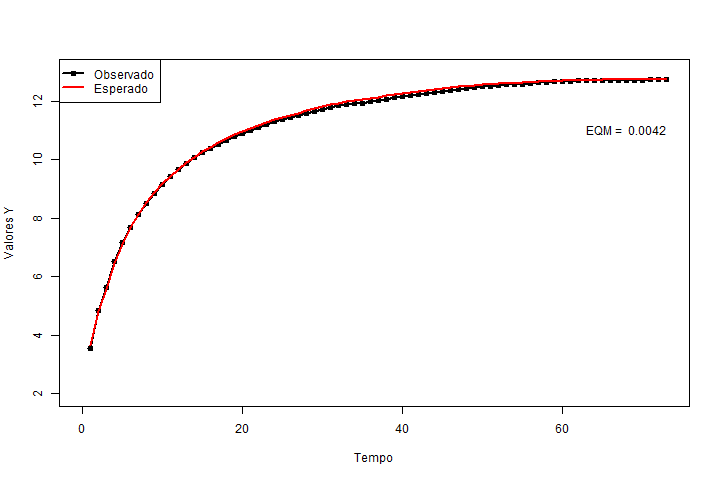 Observado
Esperado
EQM = 0.0042
Valores Y
12
10
8
6
4
2
0
20
40
60
Tempo